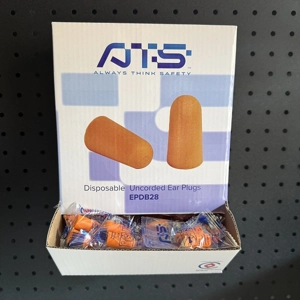 ATS
ALWAYS THINK SAFETY
Disposable Uncorded Ear Plugs
EPDB28